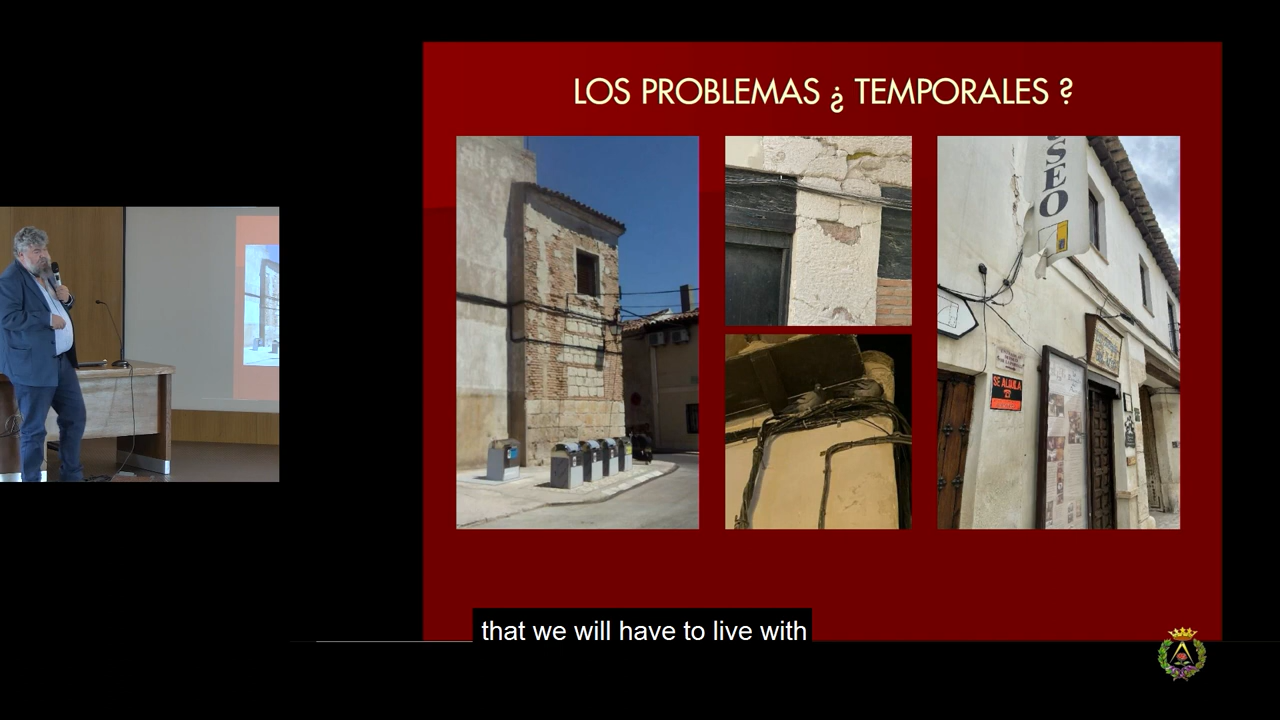 LOS PROBLEMAS ¿ TEMPORALES ?
SEO
SE ALQUILA
that we will have to live with